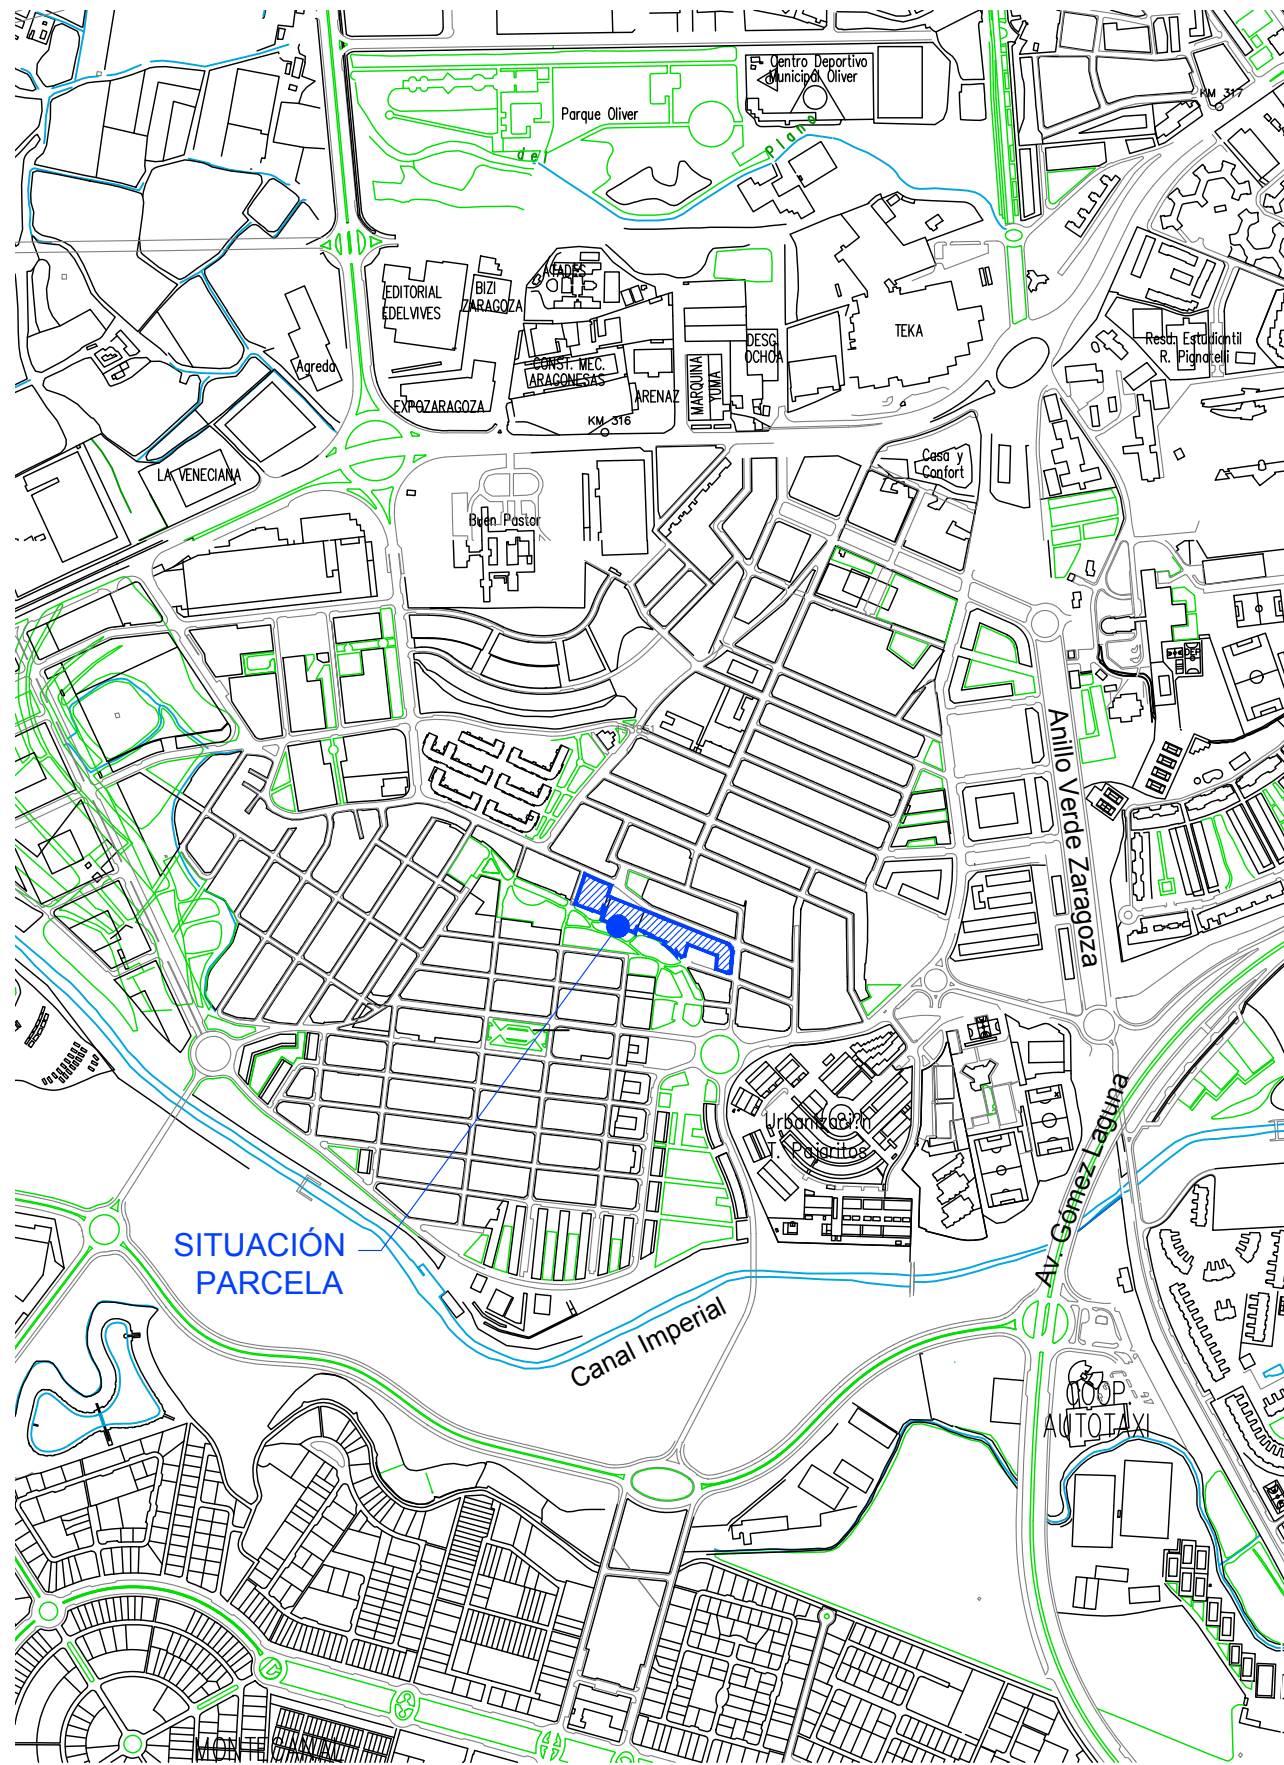 Centro Deportivo
Municipal Oliver
KM 317
Parque Oliver
del
Plano
ATADES
EDITORIAL
EDELVIVES
BIZI
ZARAGOZA
TEKA
DESG.
OCHOA
Resd. Estudiantil
R. Pignatelli
Agreda
CONST. MEC.
ARAGONESAS
MARQUINA
YUMA
ARENAZ
EXPOZARAGOZA
KM 316
Casa y
Confort
LA VENECIANA
Buen Pastor
DEP
Anillo Verde Zaragoza
Urbanizaci?n
T. Pajaritos
Av. Gómez Laguna
SITUACIÓN
PARCELA
Canal Imperial
COOP.
AUTOTAXI
MONTECANAL